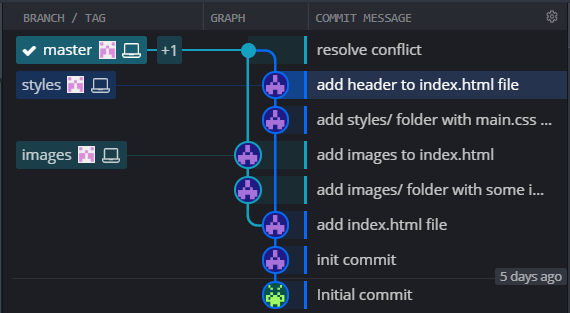 BRANCH / TAG GRAPH COMMIT MESSAGE
master +1 resolve conflict
styles add header to index.html file
add styles/ folder with main.css ...
images add images to index.html
add images/ folder with some i...
add index.html file
init commit
5 days ago
Initial commit